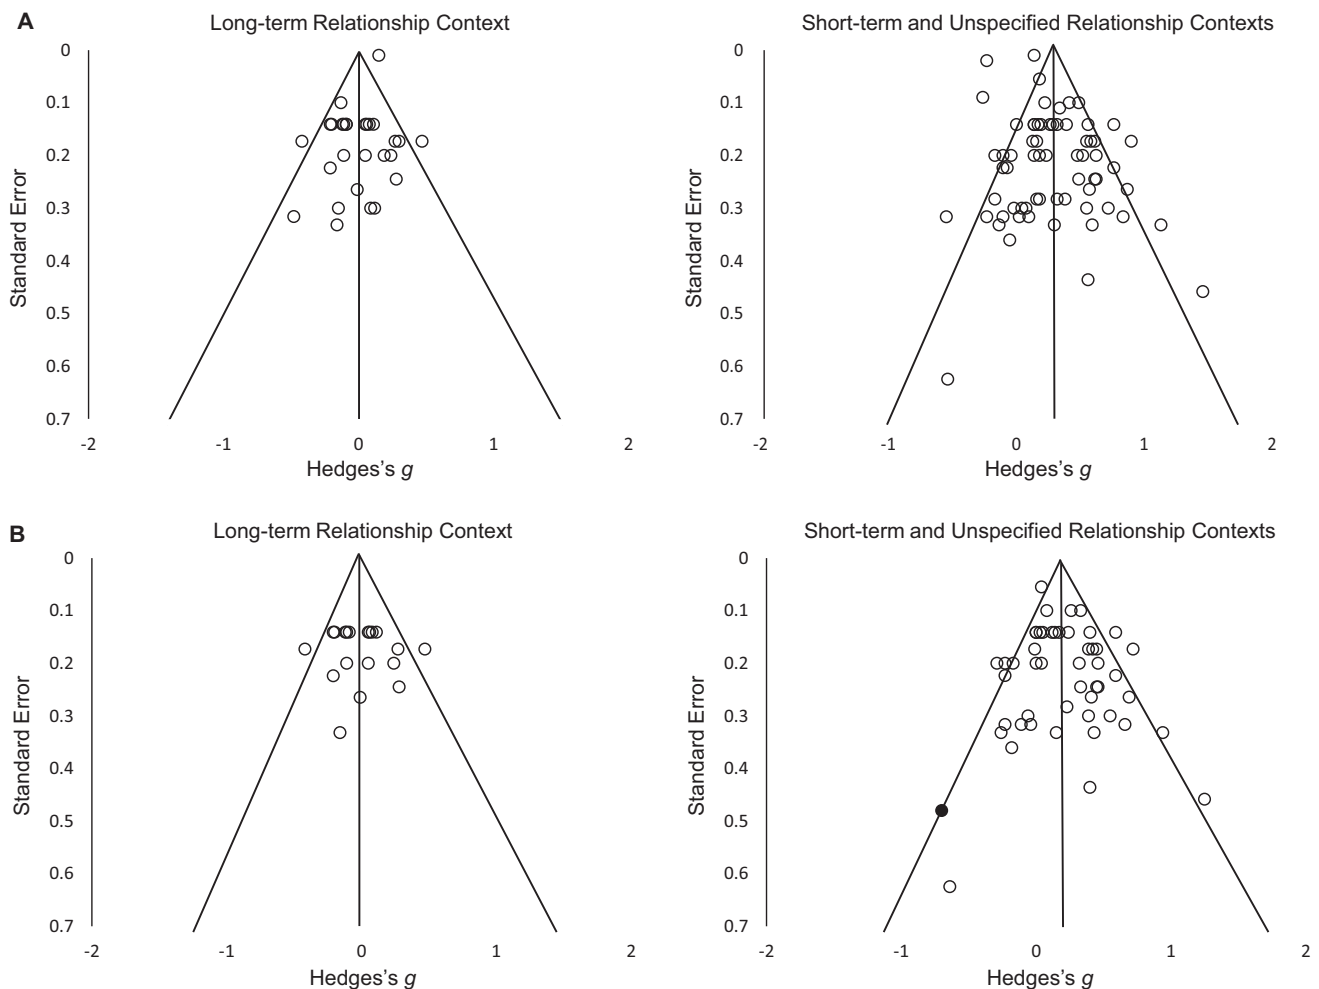 A
Long-term Relationship Context
Standard Error
0
0.1
0.2
0.3
0.4
0.5
0.6
0.7
-2 -1 0 1 2
Hedges's g
Short-term and Unspecified Relationship Contexts
Standard Error
0
0.1
0.2
0.3
0.4
0.5
0.6
0.7
-2 -1 0 1 2
Hedges's g
B
Long-term Relationship Context
Standard Error
0
0.1
0.2
0.3
0.4
0.5
0.6
0.7
-2 -1 0 1 2
Hedges's g
Short-term and Unspecified Relationship Contexts
Standard Error
0
0.1
0.2
0.3
0.4
0.5
0.6
0.7
-2 -1 0 1 2
Hedges's g